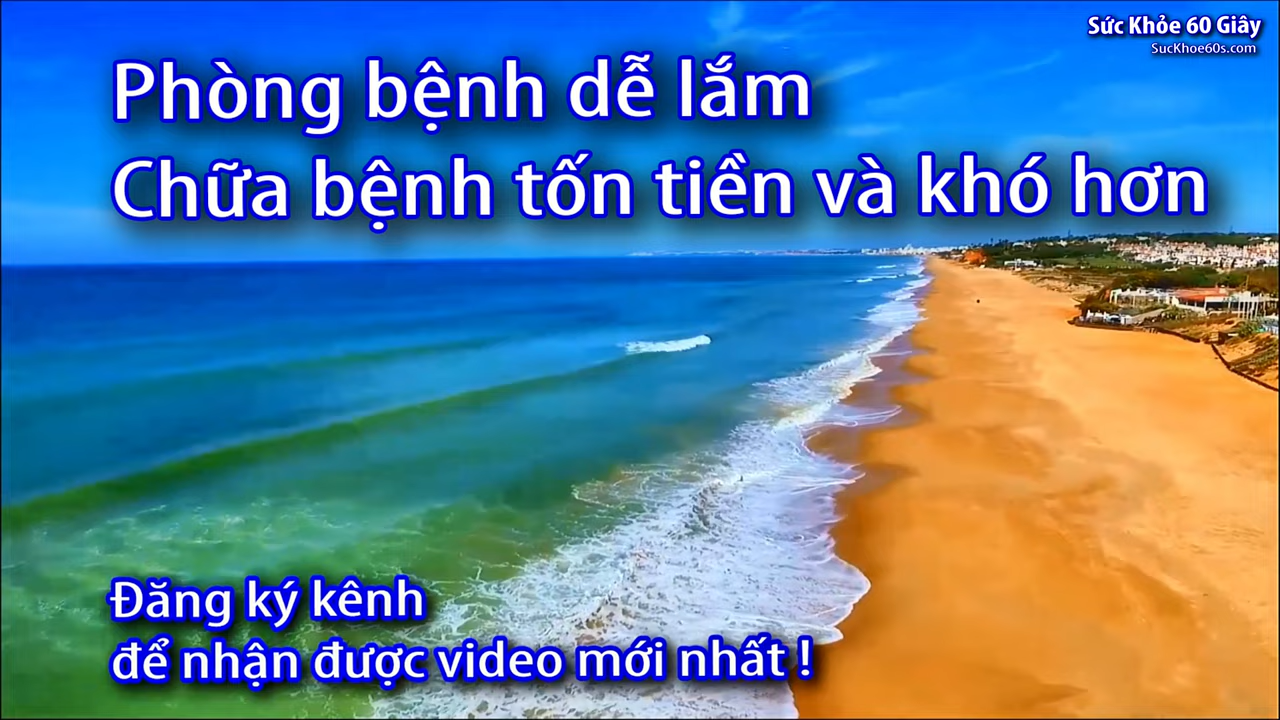 Sức Khỏe 60 Giây
SucKhoe60s.com
Phòng bệnh dễ lắm
Chữa bệnh tốn tiền và khó hơn
Đăng ký kênh
để nhận được video mới nhất !